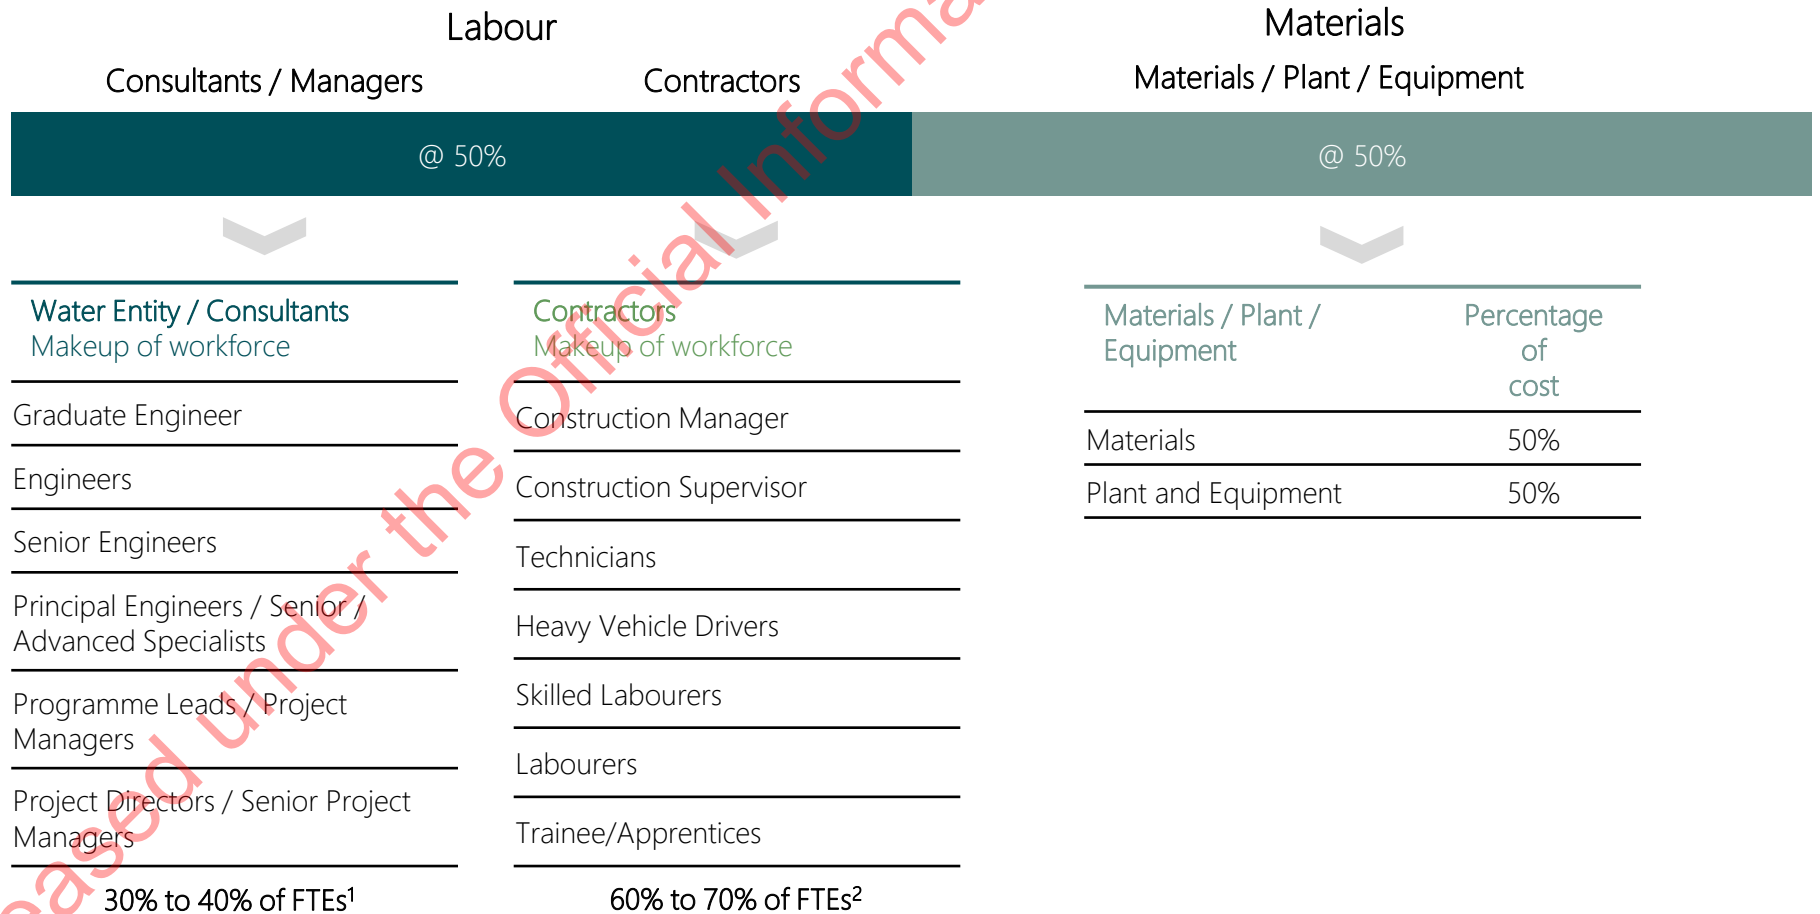 Labour
Materials
Consultants / Managers
Contractors
Materials / Plant / Equipment
@ 50%
@ 50%
Water Entity / Consultants
Makeup of workforce
Graduate Engineer
Engineers
Senior Engineers
Principal Engineers / Senior /
Advanced Specialists
Programme Leads / Project
Managers
Project Directors / Senior Project
Managers
30% to 40% of FTEs¹
Contractors
Makeup of workforce
Construction Manager
Construction Supervisor
Technicians
Heavy Vehicle Drivers
Skilled Labourers
Labourers
Trainee/Apprentices
60% to 70% of FTEs²
Materials / Plant /
Equipment
Percentage
of
cost
Materials 50%
Plant and Equipment 50%
under the Official